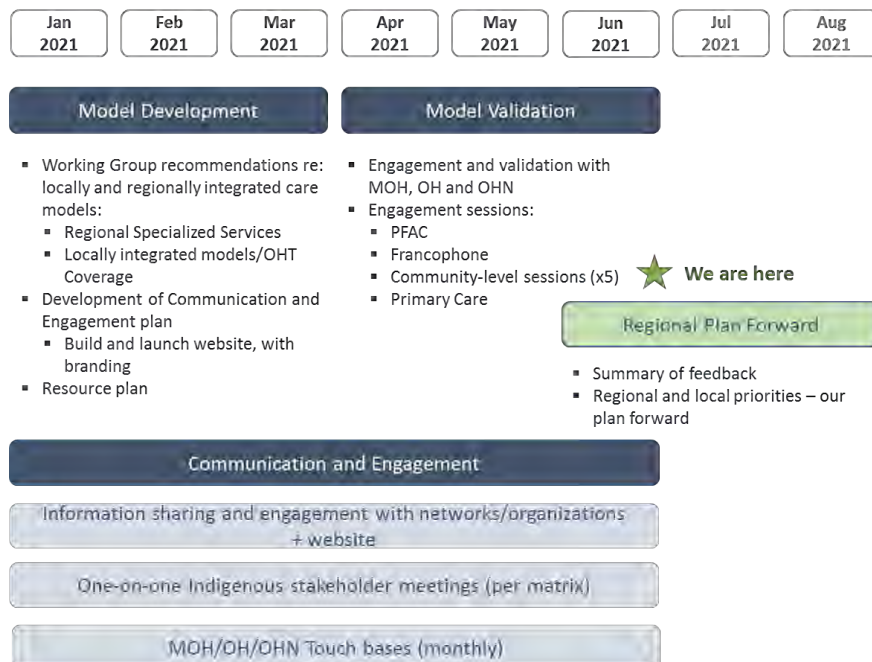 Jan
2021
Feb
2021
Mar
2021
Apr
2021
May
2021
Jun
2021
Jul
2021
Aug
2021
Model Development
Model Validation
▪ Working Group recommendations re:
locally and regionally integrated care
models:
▪ Regional Specialized Services
▪ Locally integrated models/OHT
Coverage
▪ Development of Communication and
Engagement plan
▪ Build and launch website, with
branding
▪ Resource plan
▪ Engagement and validation with
MOH, OH and OHN
▪ Engagement sessions:
▪ PFAC
▪ Francophone
▪ Community-level sessions (x5)
▪ Primary Care
We are here
Regional Plan Forward
▪ Summary of feedback
▪ Regional and local priorities – our
plan forward
Communication and Engagement
Information sharing and engagement with networks/organizations
+ website
One-on-one Indigenous stakeholder meetings (per matrix)
MOH/OH/OHN Touch bases (monthly)